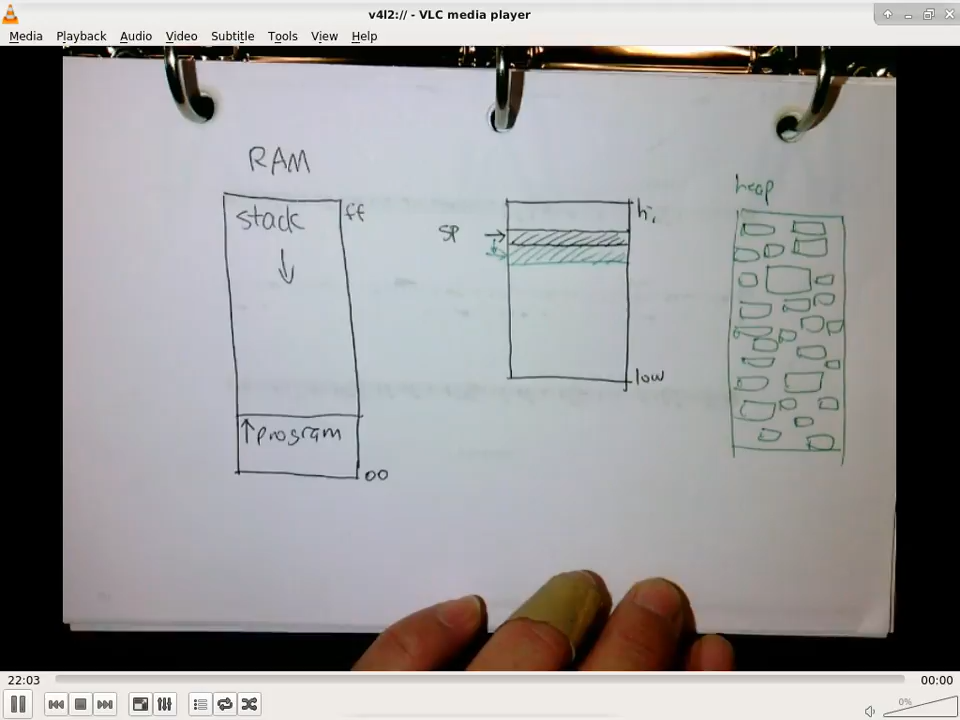 v4l2:// - VLC media player
Media Playback Audio Video Subtitle Tools View Help
RAM
stack
ff
program
00
SP
hi
low
heap
22:03
00:00
0%